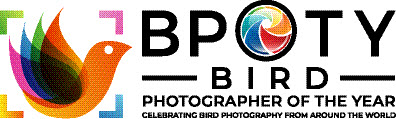 BPOTY
BIRD
PHOTOGRAPHER OF THE YEAR
CELEBRATING BIRD PHOTOGRAPHY FROM AROUND THE WORLD